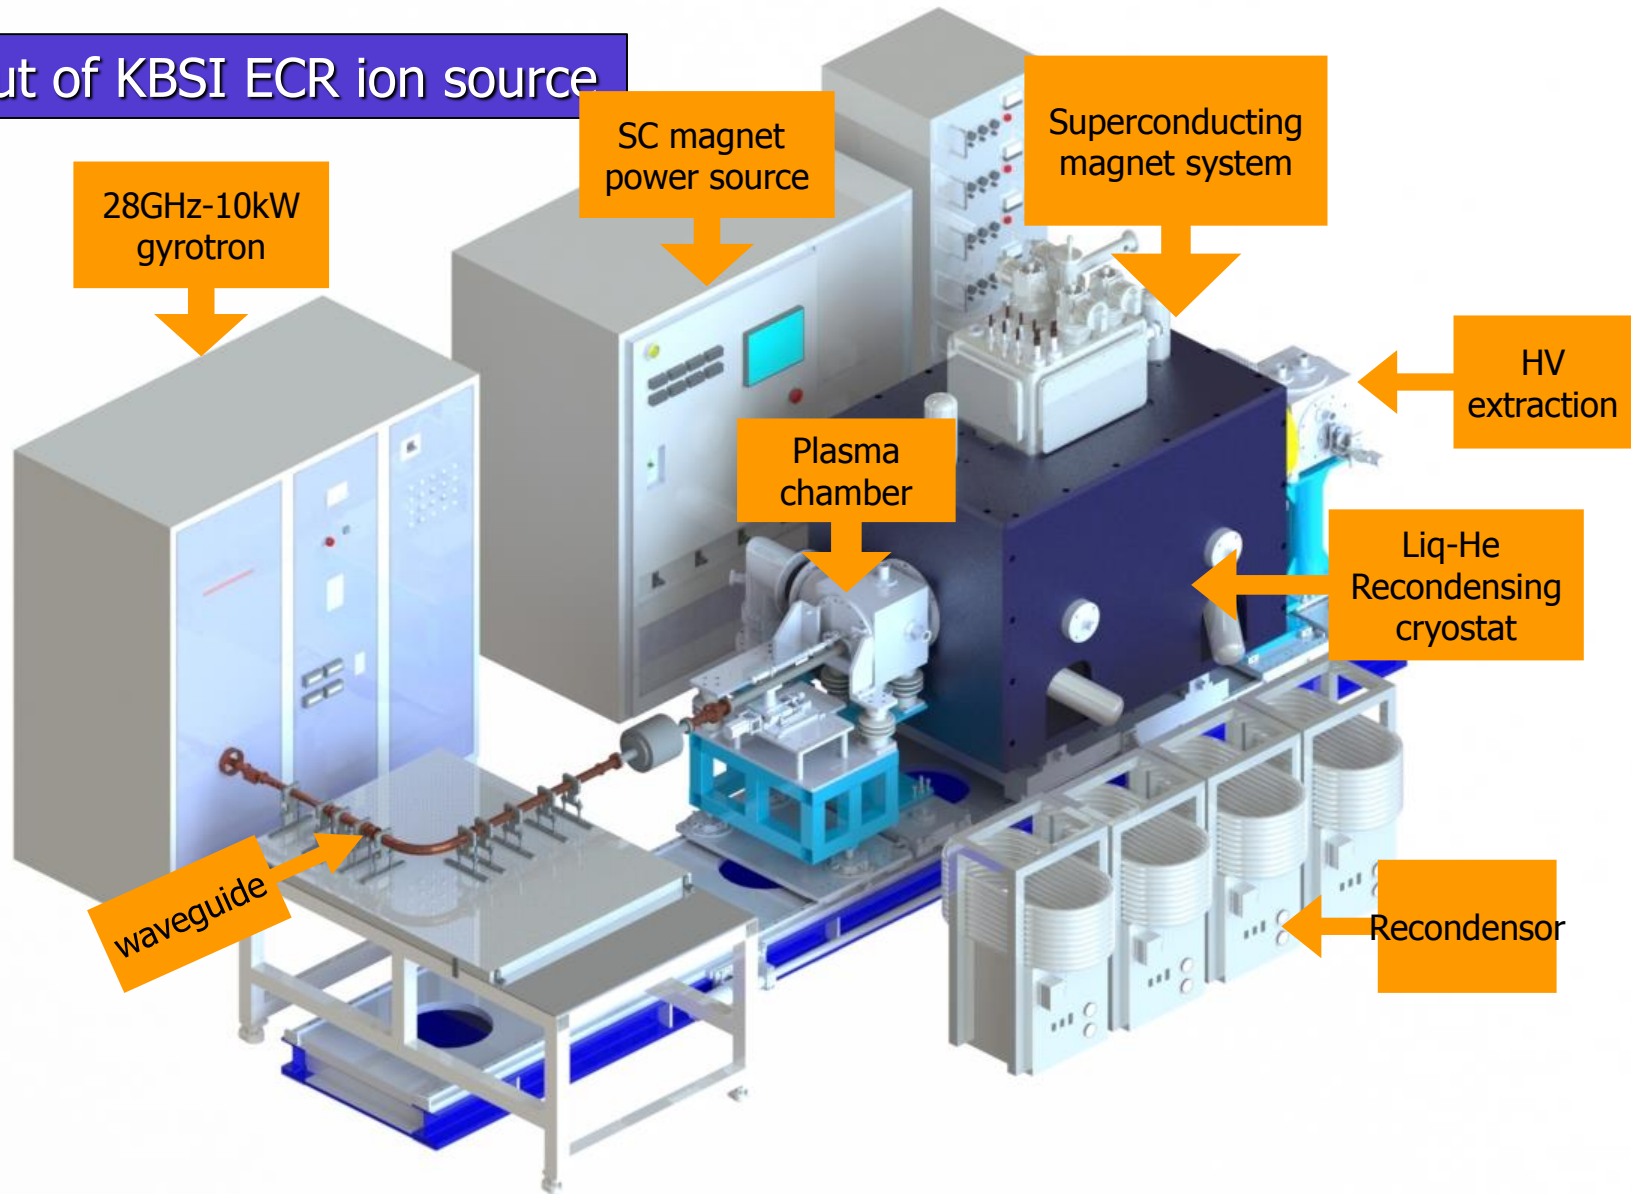 of KBSI ECR ion source
28GHz-10kW
gyrotron
SC magnet
power source
Superconducting
magnet system
HV
extraction
Plasma
chamber
Liq-He
Recondensing
cryostat
waveguide
Recondensor